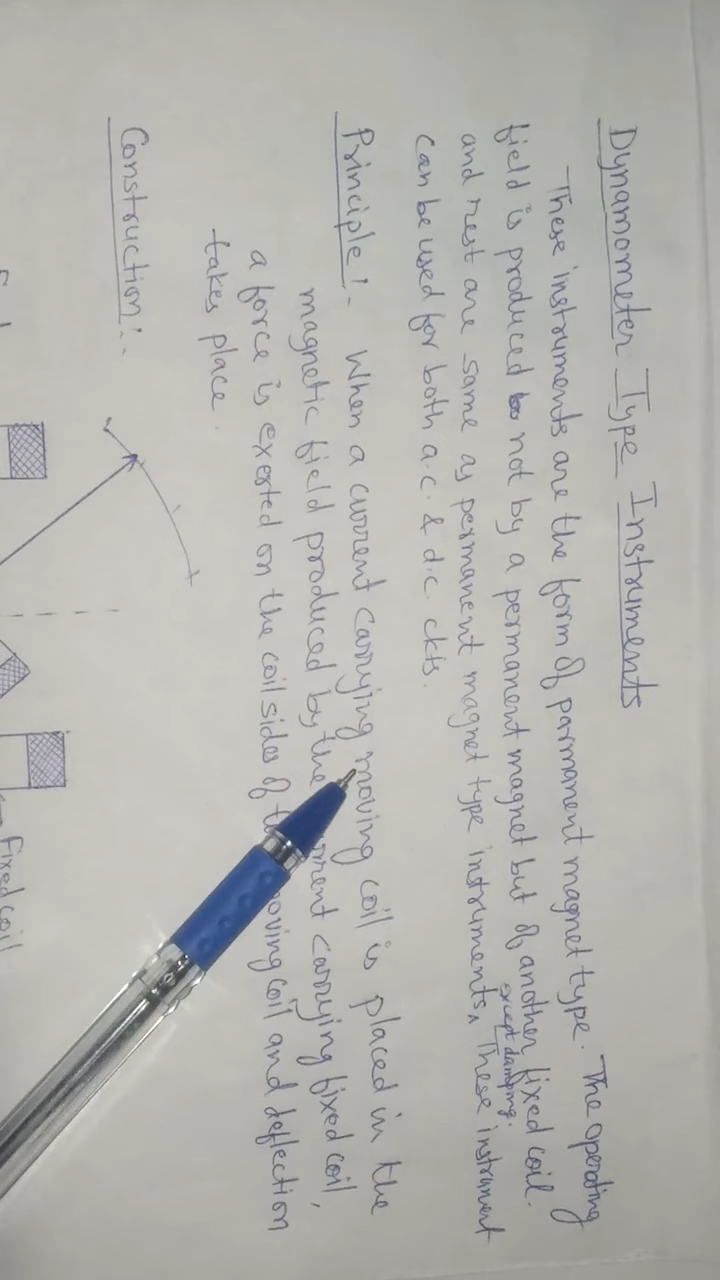 Dynamometer Type Instruments
These instruments are the form of parmanent magnet type. The operating
field is produced not by a permanent magnet but of another fixed coil.
and rest are same as permanent magnet type instruments, except damping. These instrument
can be used for both a.c. & d.c. ckts.
Principle:- When a current carrying moving coil is placed in the
magnetic field produced by the carrying fixed coil,
a force is exerted on the coil sides of moving coil and deflection
takes place.
Construction:-
Fixed coil